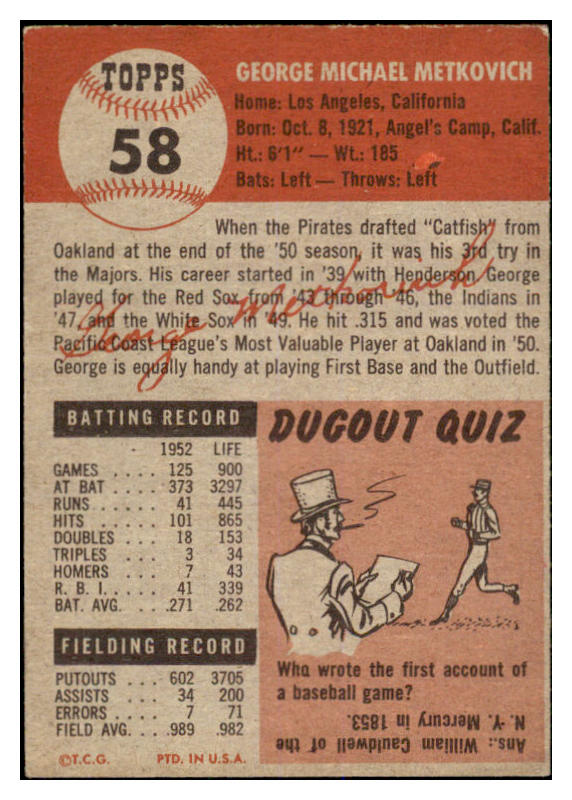 TOPPS
58
GEORGE MICHAEL METKOVICH
Home: Los Angeles, California
Born: Oct. 8, 1921, Angel's Camp, Calif.
Ht.: 6'1" — Wt.: 185
Bats: Left — Throws: Left
When the Pirates drafted "Catfish" from
Oakland at the end of the '50 season, it was his 3rd try in
the Majors. His career started in '39 with Henderson. George
played for the Red Sox from '43 through '46, the Indians in
'47 and the White Sox in '49. He hit .315 and was voted the
Pacific Coast League's Most Valuable Player at Oakland in '50.
George is equally handy at playing First Base and the Outfield.
George Metkovich
BATTING RECORD
1952 LIFE
GAMES .... 125 900
AT BAT .... 373 3297
RUNS...... 41 445
HITS ..... 101 865
DOUBLES .. 18 153
TRIPLES ... 3 34
HOMERS ... 7 43
R. B. I. .... 41 339
BAT. AVG. . . .271 .262
FIELDING RECORD
PUTOUTS ... 602 3705
ASSISTS .... 34 200
ERRORS .... 7 71
FIELD AVG. . . .989 .982
©T.C.G. PTD. IN U.S.A.
DUGOUT QUIZ
Who wrote the first account of
a baseball game?
Ans.: William Cauldwell of the
N. Y. Mercury in 1853.